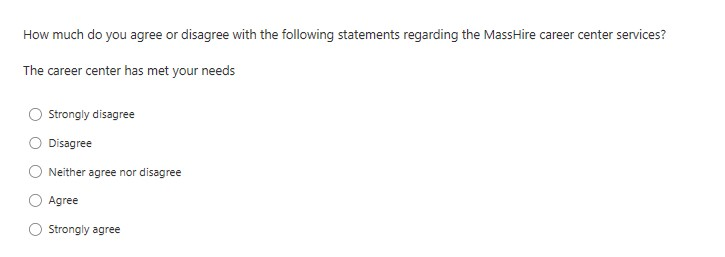 How much do you agree or disagree with the following statements regarding the MassHire career center services?
The career center has met your needs
Strongly disagree
Disagree
Neither agree nor disagree
Agree
Strongly agree